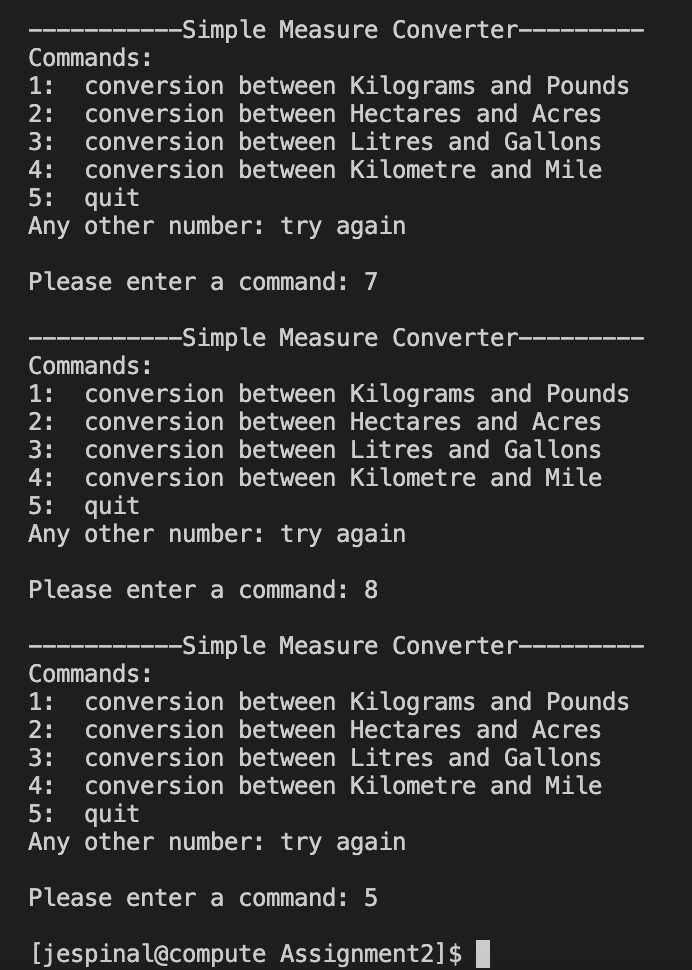 -----------Simple Measure Converter---------
Commands:
1:  conversion between Kilograms and Pounds
2:  conversion between Hectares and Acres
3:  conversion between Litres and Gallons
4:  conversion between Kilometre and Mile
5:  quit
Any other number: try again
Please enter a command: 7
-----------Simple Measure Converter---------
Commands:
1:  conversion between Kilograms and Pounds
2:  conversion between Hectares and Acres
3:  conversion between Litres and Gallons
4:  conversion between Kilometre and Mile
5:  quit
Any other number: try again
Please enter a command: 8
-----------Simple Measure Converter---------
Commands:
1:  conversion between Kilograms and Pounds
2:  conversion between Hectares and Acres
3:  conversion between Litres and Gallons
4:  conversion between Kilometre and Mile
5:  quit
Any other number: try again
Please enter a command: 5
[jespinal@compute Assignment2]$